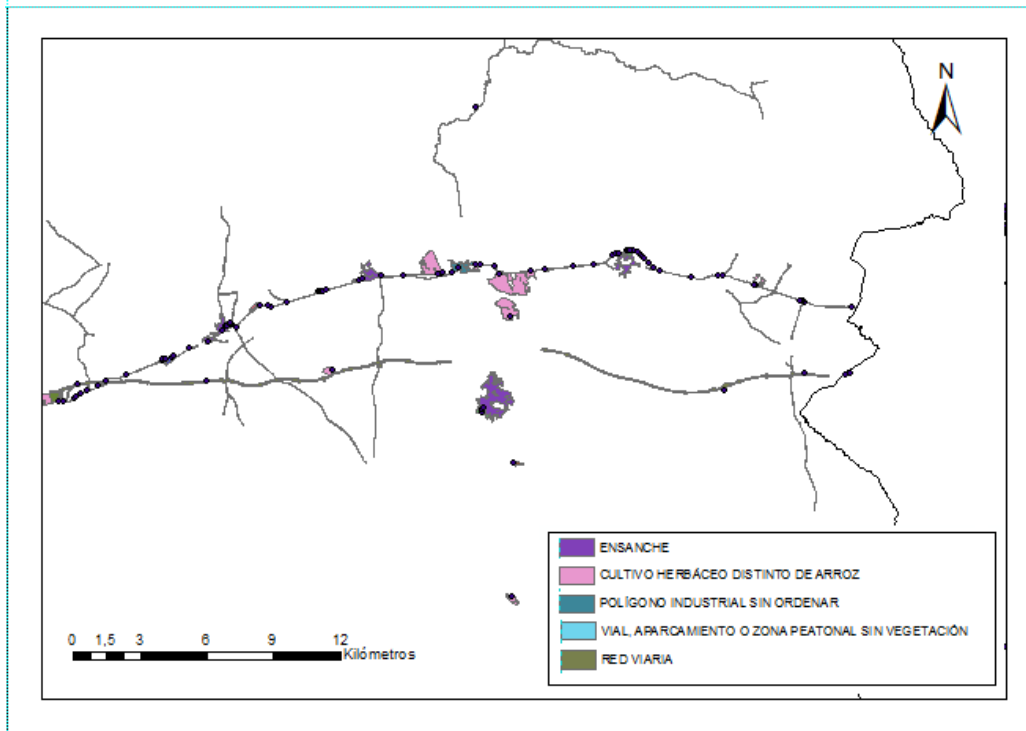 N
ENSANCHE
CULTIVO HERBÁCEO DISTINTO DE ARROZ
POLÍGONO INDUSTRIAL SIN ORDENAR
VIAL, APARCAMIENTO O ZONA PEATONAL SIN VEGETACIÓN
RED VIARIA
0 1,5 3 6 9 12
Kilómetros